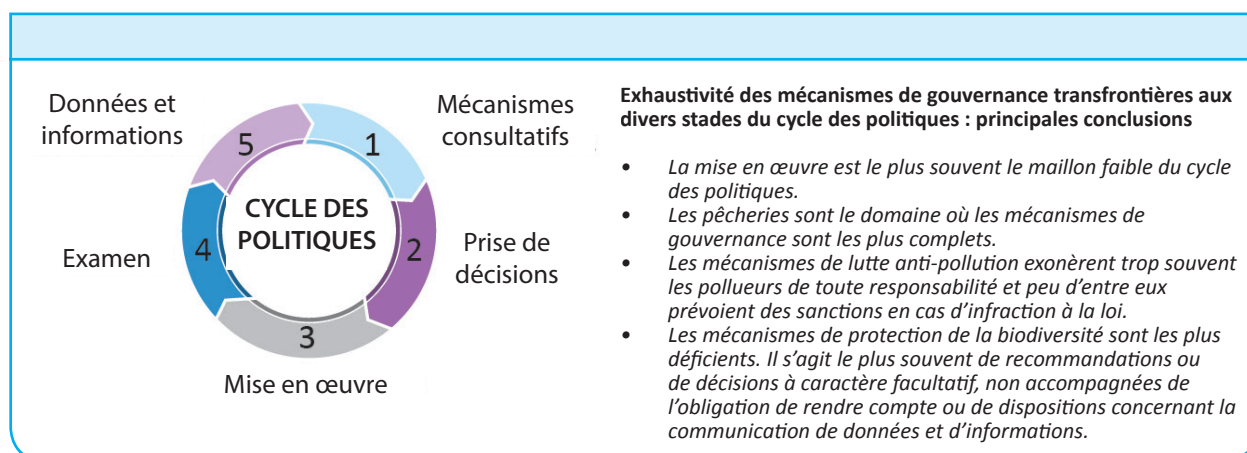 Données et
informations
5
1
Mécanismes
consultatifs
CYCLE DES
POLITIQUES
Examen
4
2
Prise de
décisions
3
Mise en œuvre
Exhaustivité des mécanismes de gouvernance transfrontières aux
divers stades du cycle des politiques : principales conclusions
• La mise en œuvre est le plus souvent le maillon faible du cycle
des politiques.
• Les pêcheries sont le domaine où les mécanismes de
gouvernance sont les plus complets.
• Les mécanismes de lutte anti-pollution exonèrent trop souvent
les pollueurs de toute responsabilité et peu d’entre eux
prévoient des sanctions en cas d’infraction à la loi.
• Les mécanismes de protection de la biodiversité sont les plus
déficients. Il s’agit le plus souvent de recommandations ou
de décisions à caractère facultatif, non accompagnées de
l’obligation de rendre compte ou de dispositions concernant la
communication de données et d’informations.